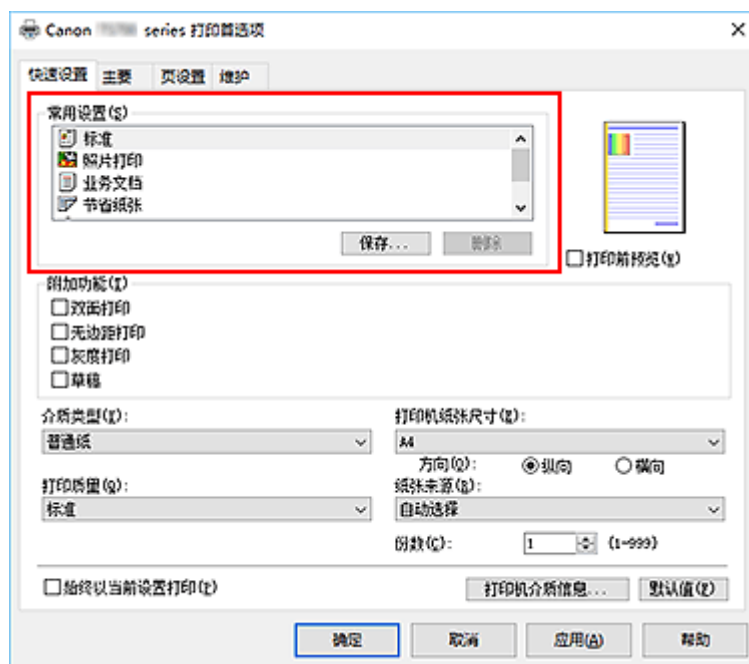 Canon series 打印首选项
快速设置 主要 页设置 维护
常用设置(S)
标准
照片打印
业务文档
节省纸张
保存... 删除
打印前预览(W)
附加功能(I)
双面打印
无边距打印
灰度打印
草稿
介质类型(Y): 打印机纸张尺寸(Z):
普通纸 A4
方向(O): 纵向 横向
打印质量(Q): 纸张来源(R):
标准 自动选择
份数(C): 1 (1-999)
始终以当前设置打印(P)
打印机介质信息... 默认值(F)
确定 取消 应用(A) 帮助